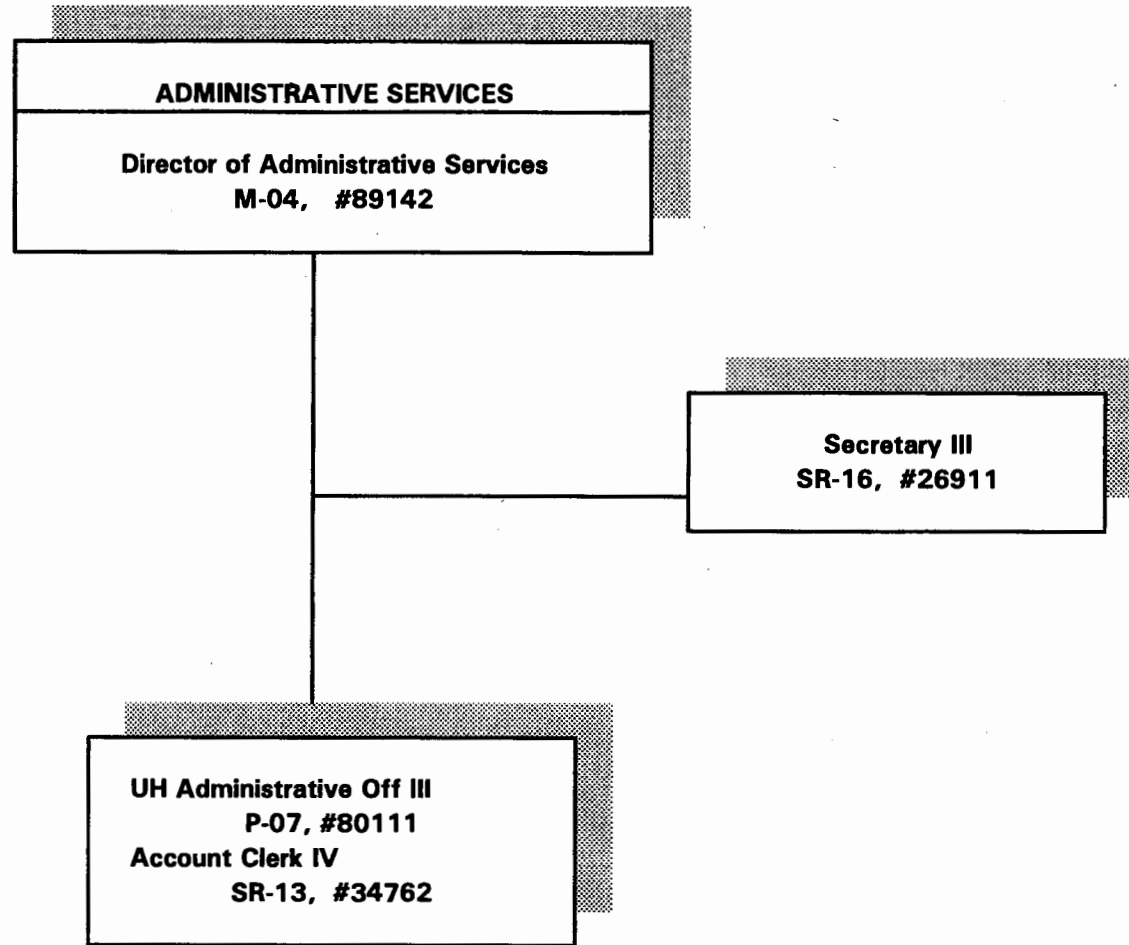 ADMINISTRATIVE SERVICES
Director of Administrative Services
M-04, #89142
Secretary III
SR-16, #26911
UH Administrative Off III
P-07, #80111
Account Clerk IV
SR-13, #34762